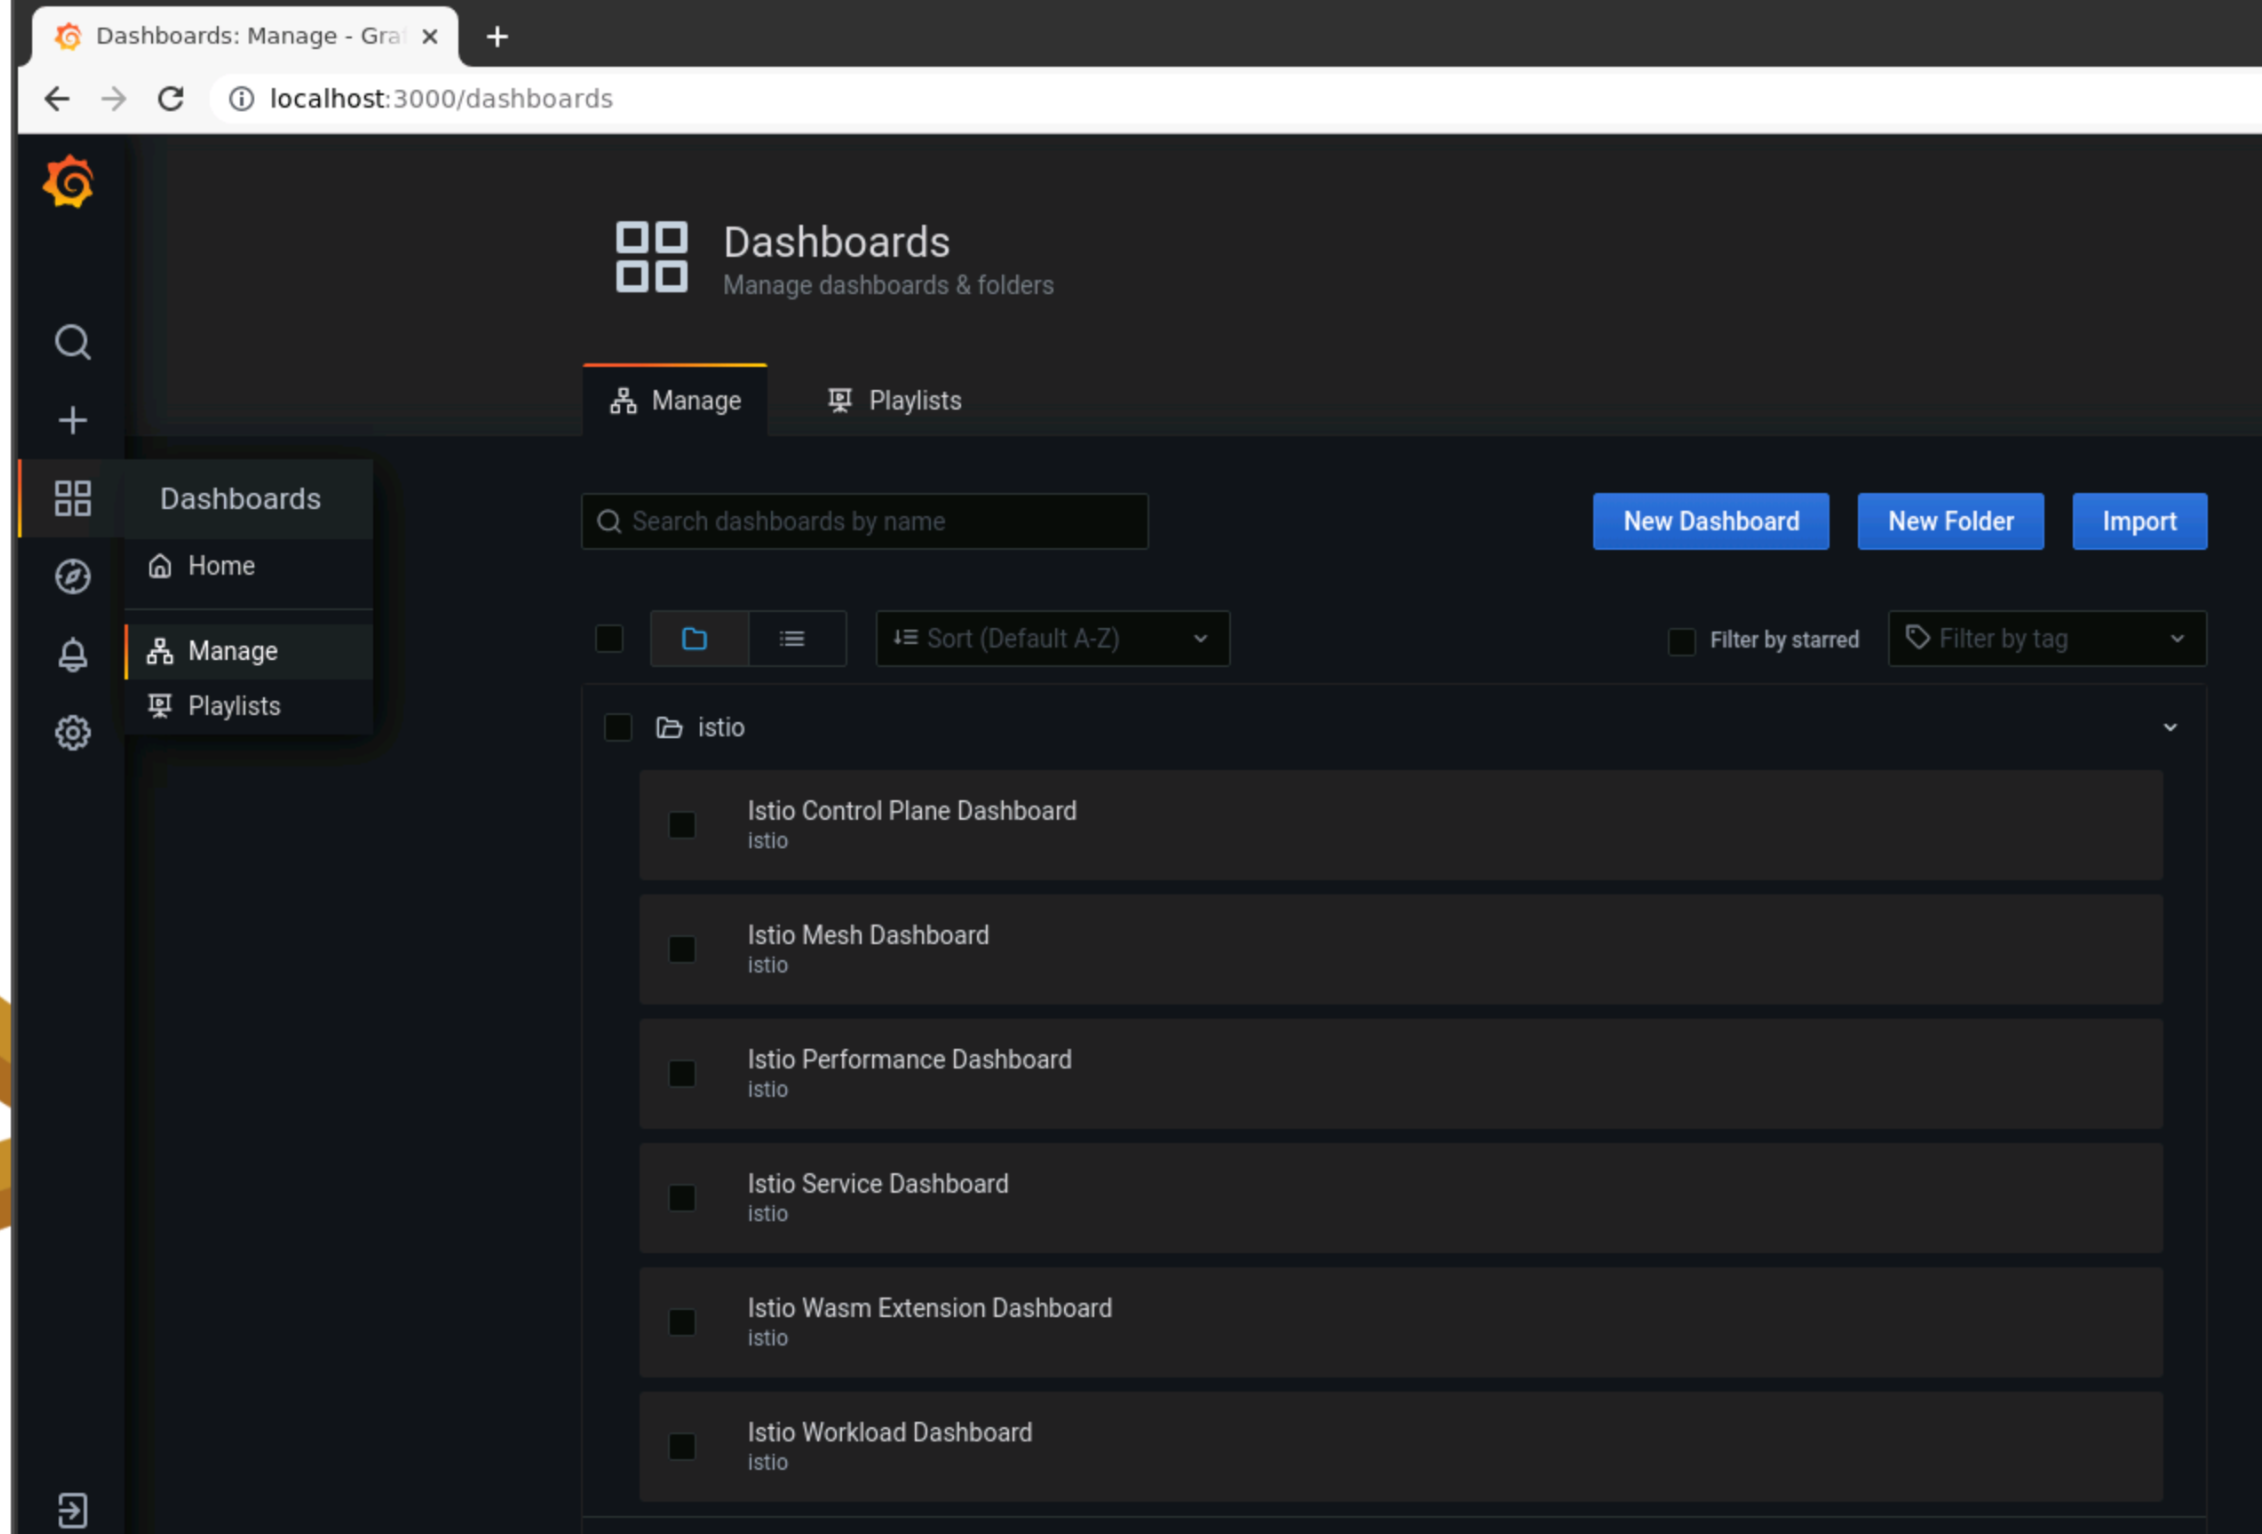 Dashboards: Manage - Gra
localhost:3000/dashboards
Dashboards
Manage dashboards & folders
Manage
Playlists
Dashboards
Home
Manage
Playlists
Search dashboards by name
New Dashboard
New Folder
Import
Sort (Default A-Z)
Filter by starred
Filter by tag
istio
Istio Control Plane Dashboard
istio
Istio Mesh Dashboard
istio
Istio Performance Dashboard
istio
Istio Service Dashboard
istio
Istio Wasm Extension Dashboard
istio
Istio Workload Dashboard
istio